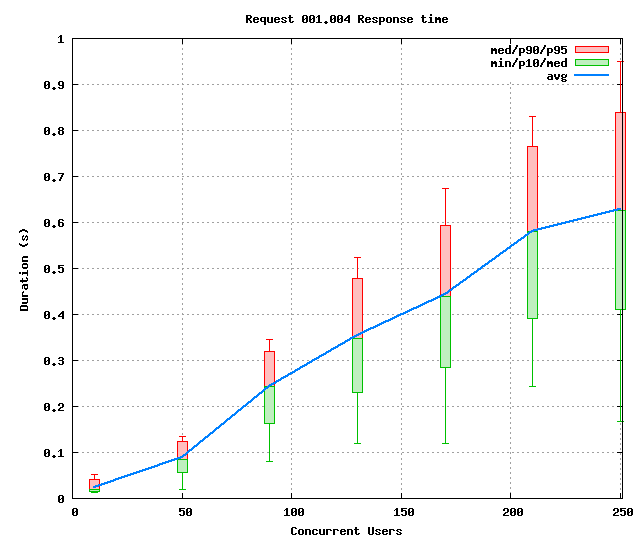 Request 001.004 Response time
med/p90/p95
min/p10/med
avg
1
0.9
0.8
0.7
0.6
0.5
0.4
0.3
0.2
0.1
0
Duration (s)
0 50 100 150 200 250
Concurrent Users